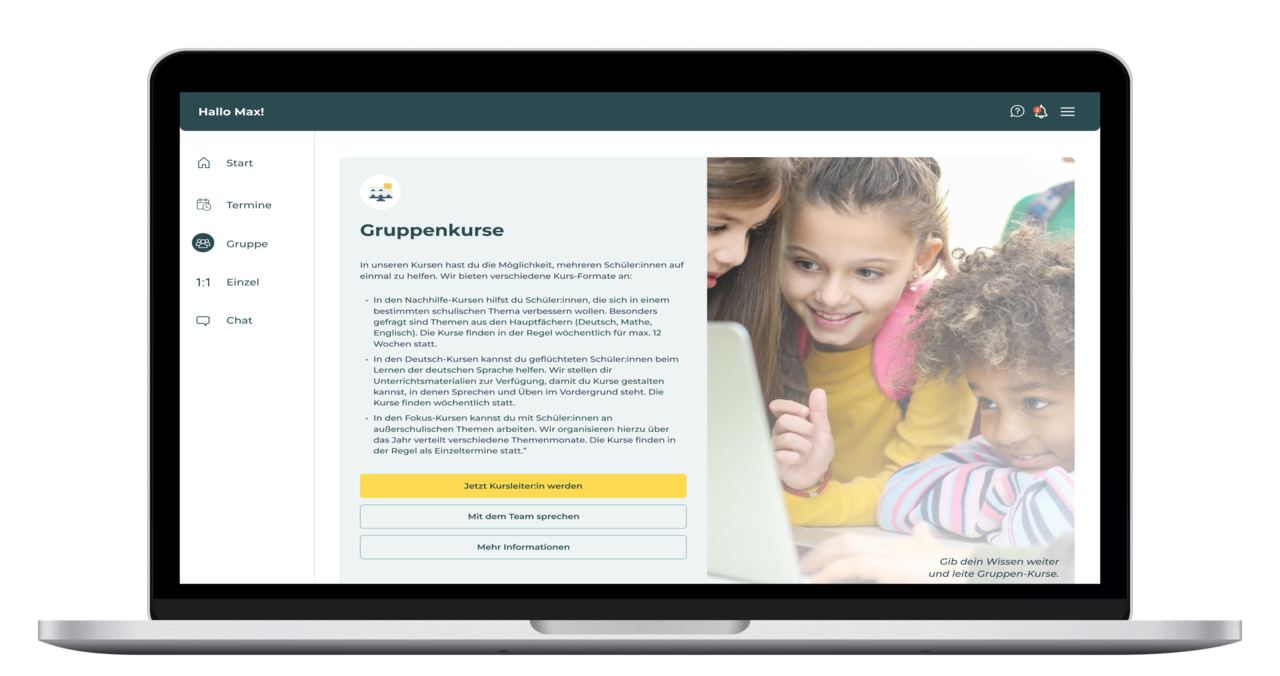 Hallo Max!
Start
Termine
Gruppe
1:1 Einzel
Chat
Gruppenkurse
In unseren Kursen hast du die Möglichkeit, mehreren Schüler:innen auf
einmal zu helfen. Wir bieten verschiedene Kurs-Formate an:
• In den Nachhilfe-Kursen hilfst du Schüler:innen, die sich in einem
bestimmten schulischen Thema verbessern wollen. Besonders
gefragt sind Themen aus den Hauptfächern (Deutsch, Mathe,
Englisch). Die Kurse finden in der Regel wöchentlich für max. 12
Wochen statt.
• In den Deutsch-Kursen kannst du geflüchteten Schüler:innen beim
Lernen der deutschen Sprache helfen. Wir stellen dir
Unterrichtsmaterialien zur Verfügung, damit du Kurse gestalten
kannst, in denen Sprechen und Üben im Vordergrund steht. Die
Kurse finden wöchentlich statt.
• In den Fokus-Kursen kannst du mit Schüler:innen an
außerschulischen Themen arbeiten. Wir organisieren hierzu über
das Jahr verteilt verschiedene Themenmonate. Die Kurse finden in
der Regel als Einzeltermine statt."
Jetzt Kursleiter:in werden
Mit dem Team sprechen
Mehr Informationen
Gib dein Wissen weiter
und leite Gruppen-Kurse.